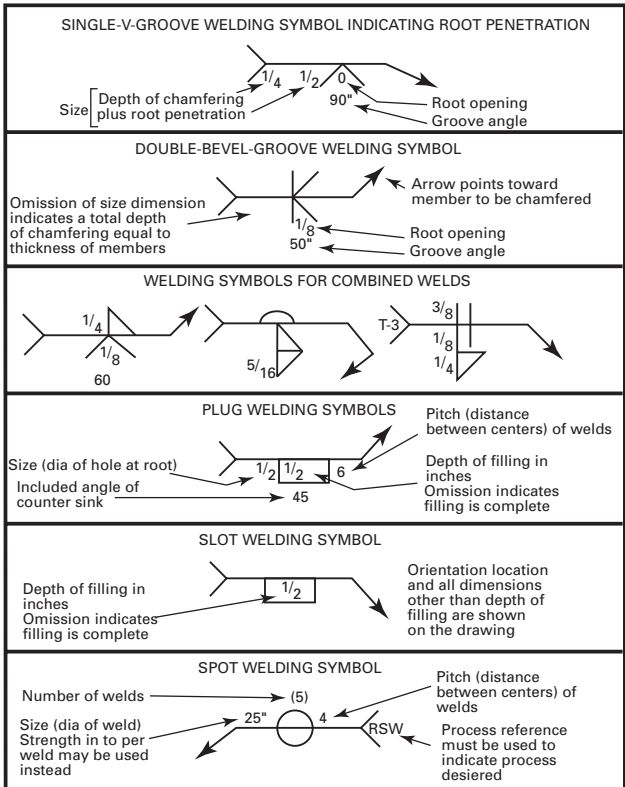 SINGLE-V-GROOVE WELDING SYMBOL INDICATING ROOT PENETRATION
1/4 1/2 0
90"
Size
Depth of chamfering
plus root penetration
Root opening
Groove angle
DOUBLE-BEVEL-GROOVE WELDING SYMBOL
Omission of size dimension
indicates a total depth
of chamfering equal to
thickness of members
Arrow points toward
member to be chamfered
1/8
50"
Root opening
Groove angle
WELDING SYMBOLS FOR COMBINED WELDS
1/4
1/8
60
5/16
T-3
3/8
1/8
1/4
PLUG WELDING SYMBOLS
Pitch (distance
between centers) of welds
Size (dia of hole at root)
1/2 1/2 6
Included angle of
counter sink
45
Depth of filling in
inches
Omission indicates
filling is complete
SLOT WELDING SYMBOL
Depth of filling in
inches
Omission indicates
filling is complete
1/2
Orientation location
and all dimensions
other than depth of
filling are shown
on the drawing
SPOT WELDING SYMBOL
Number of welds
(5)
Pitch (distance
between centers) of
welds
Size (dia of weld)
Strength in to per
weld may be used
instead
25" 4
RSW
Process reference
must be used to
indicate process
desiered